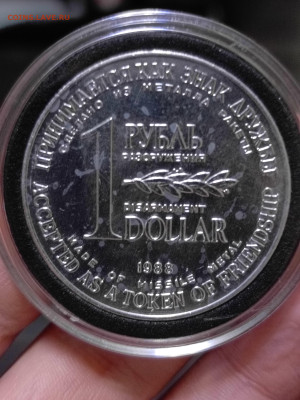 ПРИНИМАЕТСЯ КАК ЗНАК ДРУЖБЫ
СДЕЛАНО ИЗ МЕТАЛЛА РАКЕТЫ
1 РУБЛЬ
РАЗОРУЖЕНИЯ
DISARMAMENT
DOLLAR
1988
MADE OF MISSILE METAL
ACCEPTED AS A TOKEN OF FRIENDSHIP